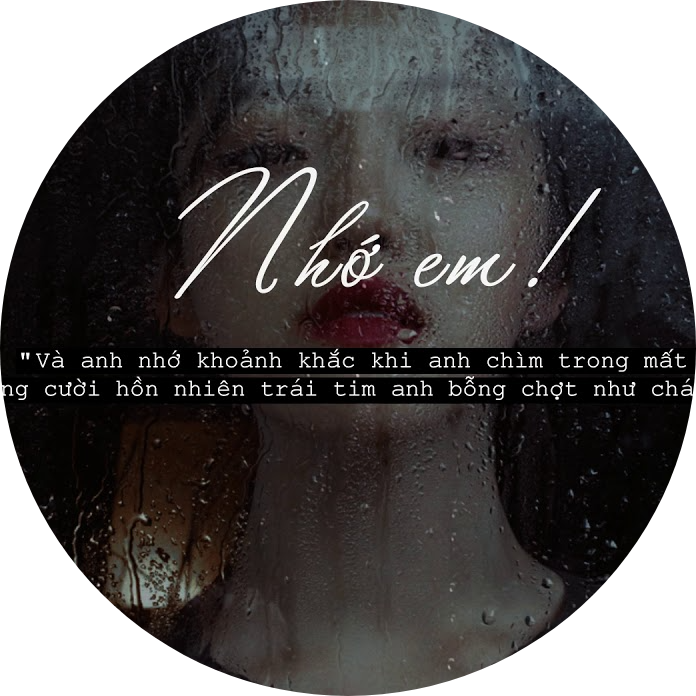 Nhớ em!
"Và anh nhớ khoảnh khắc khi anh chìm trong mất
ng cười hồn nhiên trái tim anh bỗng chợt như chá